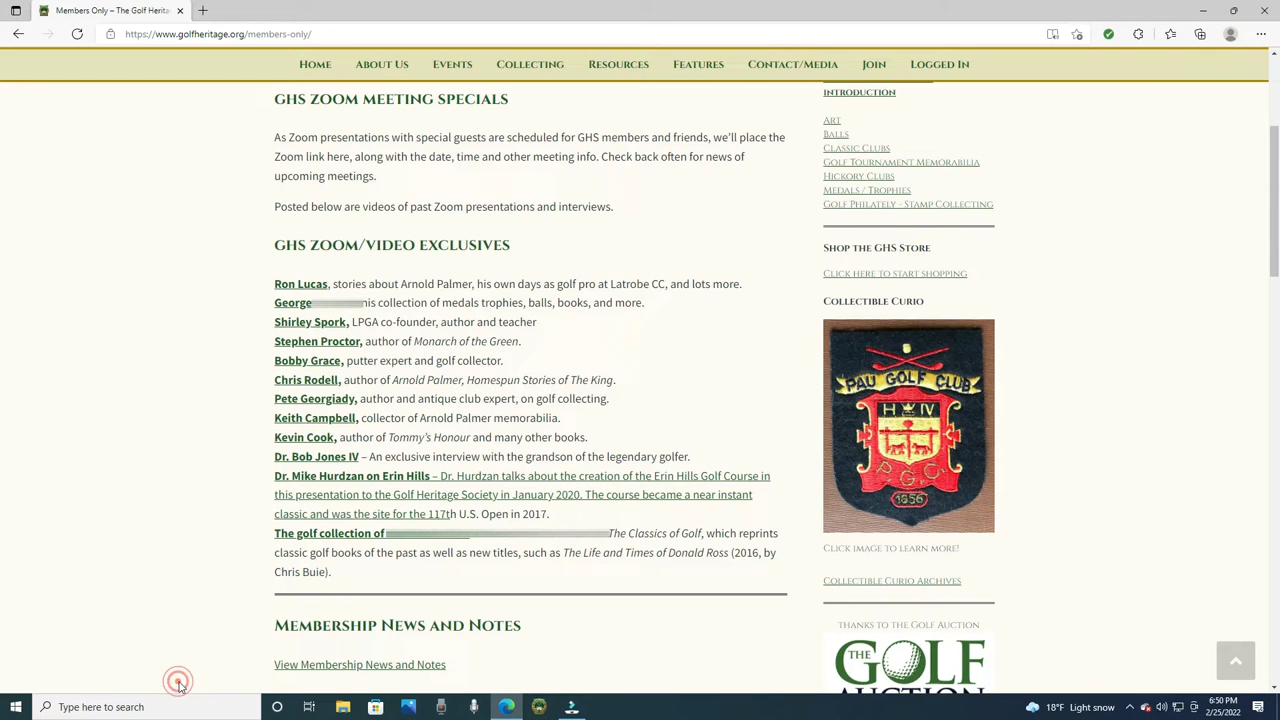 Members Only – The Golf Heritag
https://www.golfheritage.org/members-only/
HOME ABOUT US EVENTS COLLECTING RESOURCES FEATURES CONTACT/MEDIA JOIN LOGGED IN
GHS ZOOM MEETING SPECIALS
As Zoom presentations with special guests are scheduled for GHS members and friends, we'll place the
Zoom link here, along with the date, time and other meeting info. Check back often for news of
upcoming meetings.
Posted below are videos of past Zoom presentations and interviews.
GHS ZOOM/VIDEO EXCLUSIVES
Ron Lucas, stories about Arnold Palmer, his own days as golf pro at Latrobe CC, and lots more.
George his collection of medals trophies, balls, books, and more.
Shirley Spork, LPGA co-founder, author and teacher
Stephen Proctor, author of Monarch of the Green.
Bobby Grace, putter expert and golf collector.
Chris Rodell, author of Arnold Palmer, Homespun Stories of The King.
Pete Georgiady, author and antique club expert, on golf collecting.
Keith Campbell, collector of Arnold Palmer memorabilia.
Kevin Cook, author of Tommy's Honour and many other books.
Dr. Bob Jones IV – An exclusive interview with the grandson of the legendary golfer.
Dr. Mike Hurdzan on Erin Hills – Dr. Hurdzan talks about the creation of the Erin Hills Golf Course in
this presentation to the Golf Heritage Society in January 2020. The course became a near instant
classic and was the site for the 117th U.S. Open in 2017.
The golf collection of The Classics of Golf, which reprints
classic golf books of the past as well as new titles, such as The Life and Times of Donald Ross (2016, by
Chris Buie).
MEMBERSHIP NEWS AND NOTES
View Membership News and Notes
INTRODUCTION
ART
BALLS
CLASSIC CLUBS
GOLF TOURNAMENT MEMORABILIA
HICKORY CLUBS
MEDALS / TROPHIES
GOLF PHILATELY - STAMP COLLECTING
SHOP THE GHS STORE
CLICK HERE TO START SHOPPING
COLLECTIBLE CURIO
PAU GOLF CLUB
H IV
P.G.C.
1856
CLICK IMAGE TO LEARN MORE!
COLLECTIBLE CURIO ARCHIVES
THANKS TO THE GOLF AUCTION
THE
GOLF
AUCTION
Type here to search
18°F Light snow
6:50 PM
2/25/2022